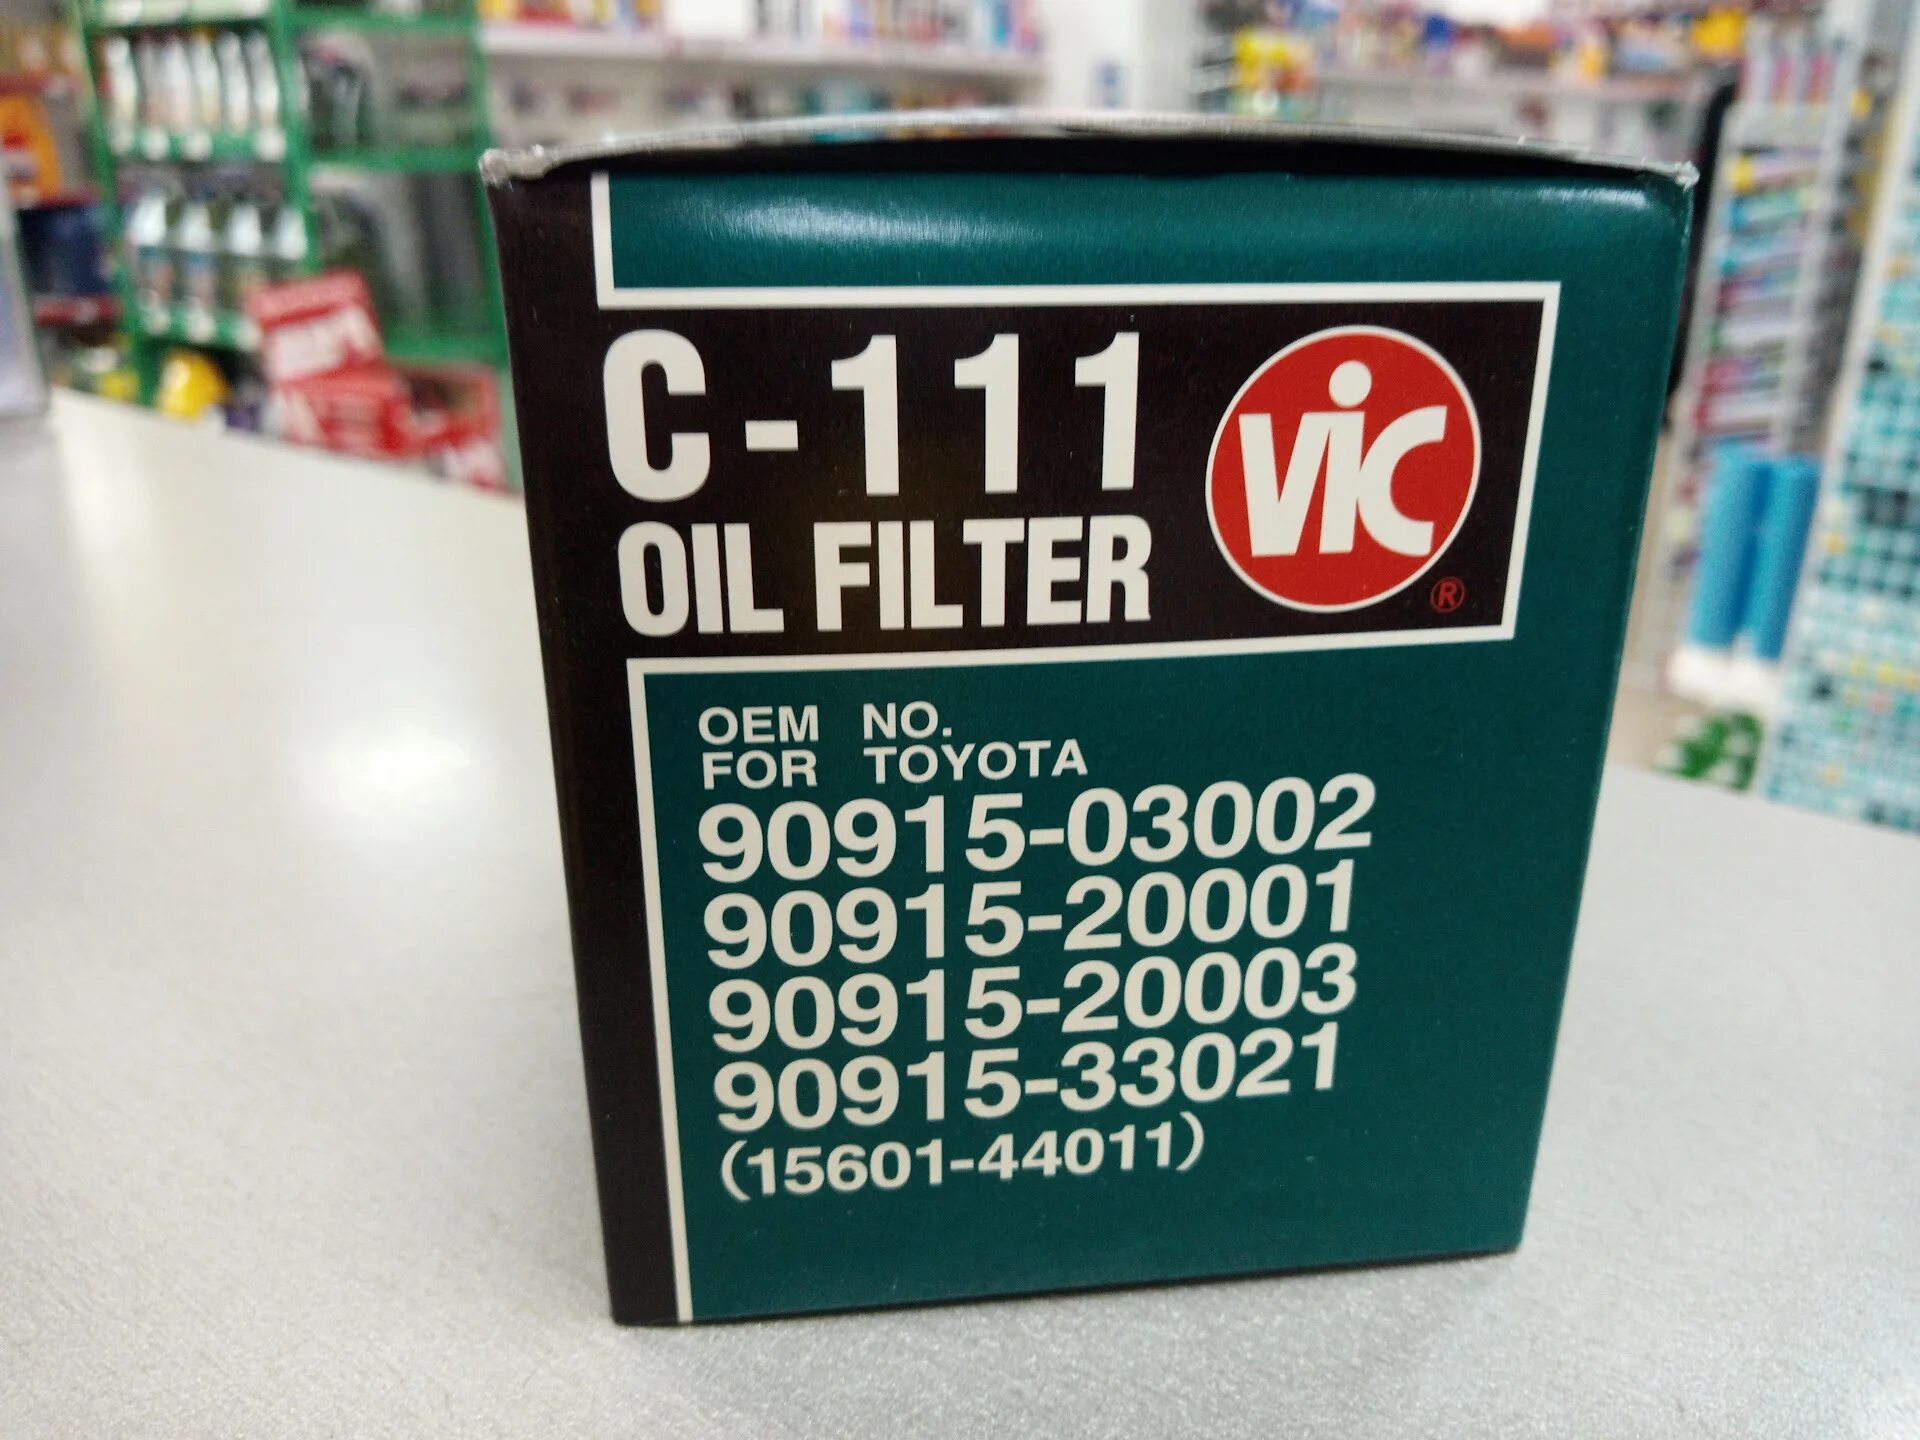 C-111
VIC
OIL FILTER
®
OEM NO.
FOR TOYOTA
90915-03002
90915-20001
90915-20003
90915-33021
(15601-44011)